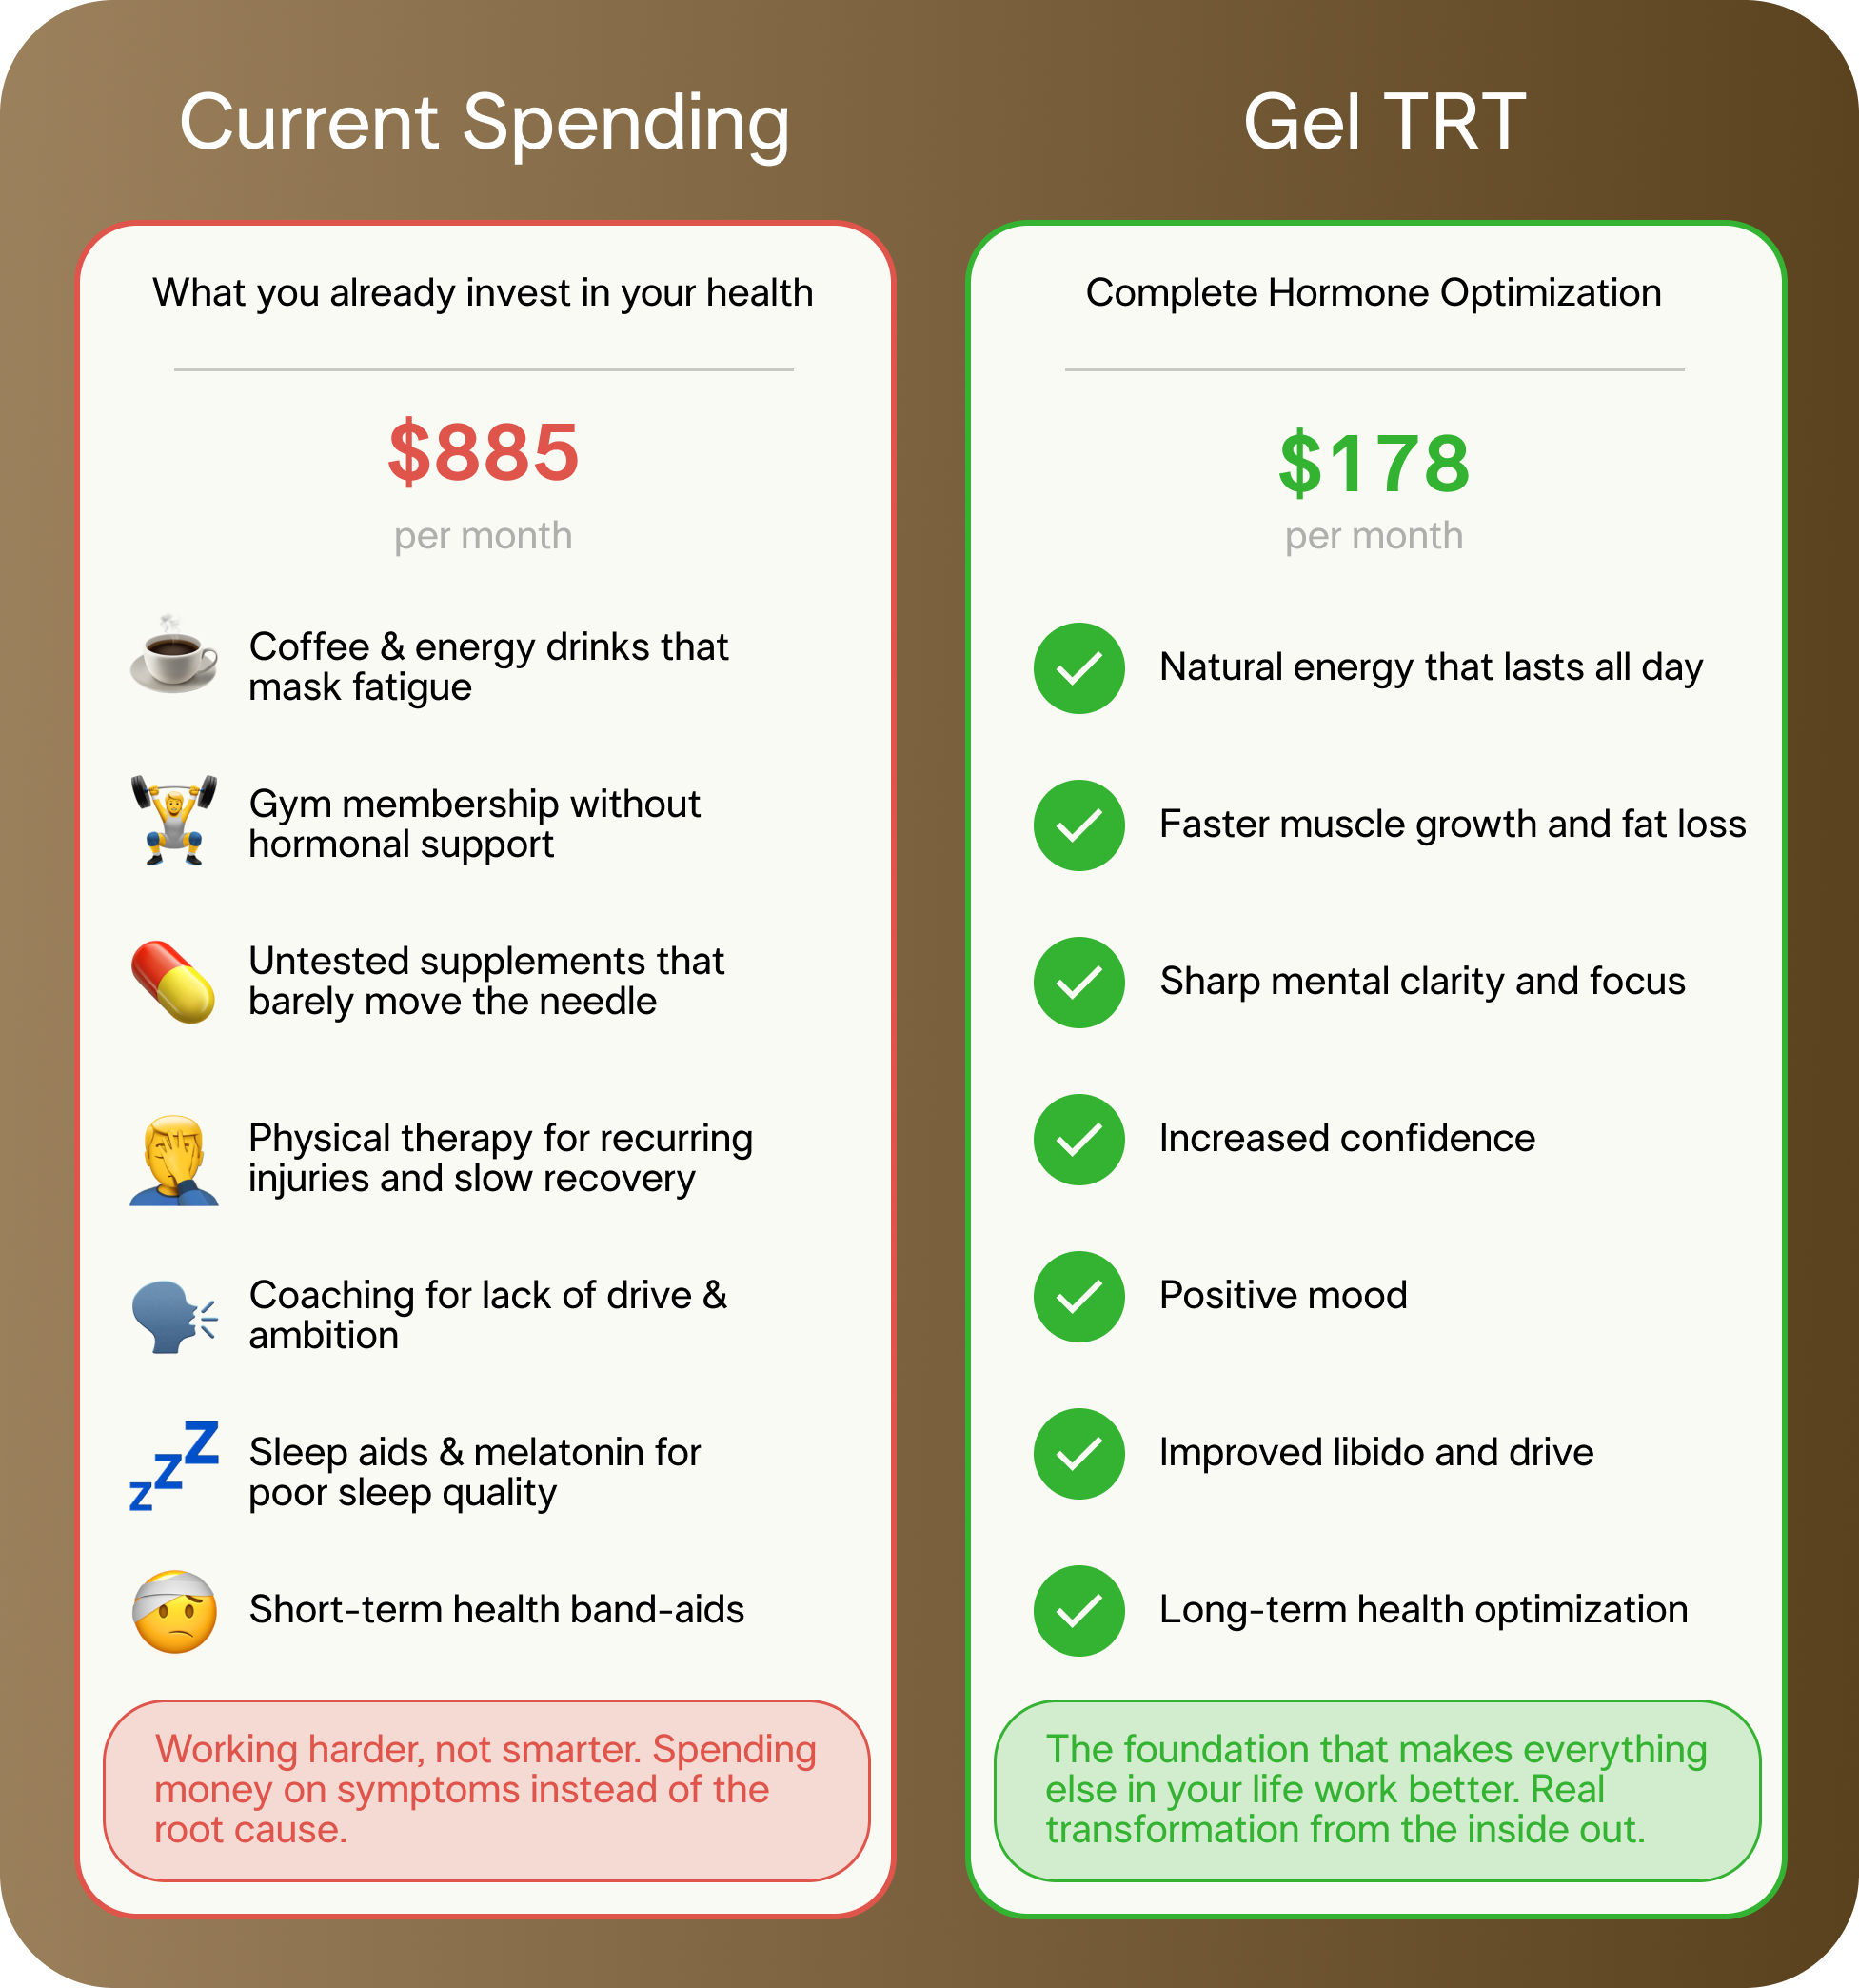 Current Spending
What you already invest in your health
$885
per month
Coffee & energy drinks that
mask fatigue
Gym membership without
hormonal support
Untested supplements that
barely move the needle
Physical therapy for recurring
injuries and slow recovery
Coaching for lack of drive &
ambition
Sleep aids & melatonin for
poor sleep quality
Short-term health band-aids
Working harder, not smarter. Spending
money on symptoms instead of the
root cause.
Gel TRT
Complete Hormone Optimization
$178
per month
Natural energy that lasts all day
Faster muscle growth and fat loss
Sharp mental clarity and focus
Increased confidence
Positive mood
Improved libido and drive
Long-term health optimization
The foundation that makes everything
else in your life work better. Real
transformation from the inside out.